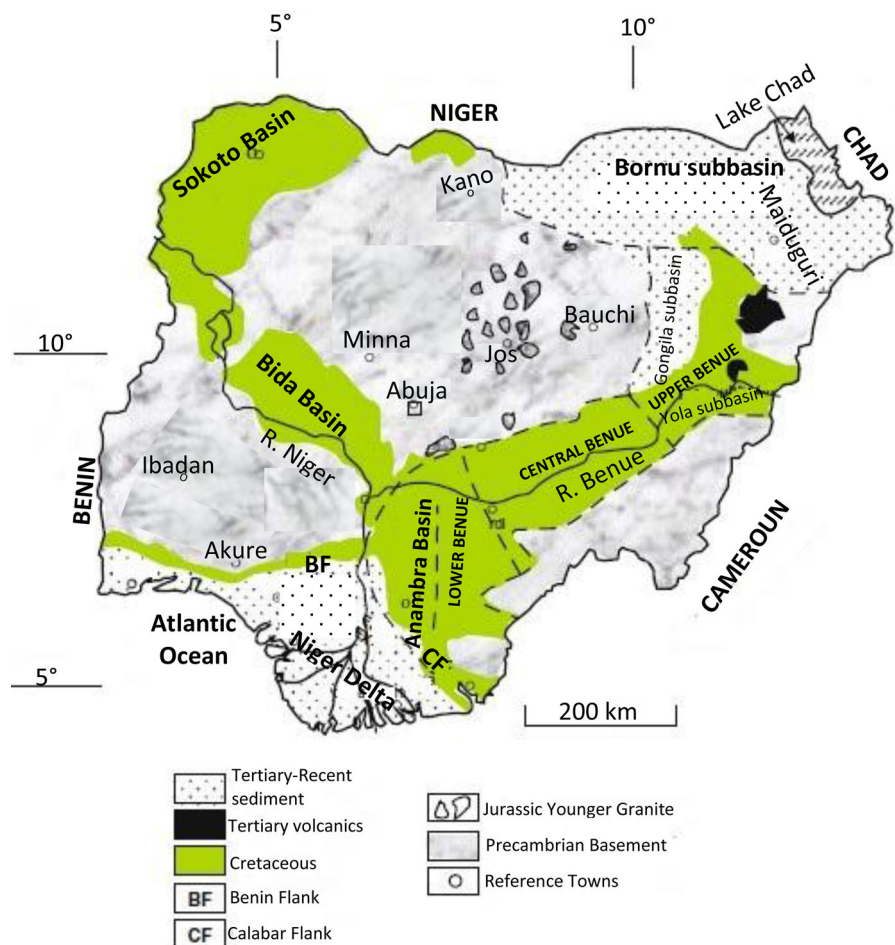 5°
10°
NIGER
Lake Chad
CHAD
Sokoto Basin
Bornu subbasin
Kano
Maiduguri
Gongila subbasin
Bauchi
10°
Minna
Jos
Bida Basin
Abuja
UPPER BENUE
Yola subbasin
CENTRAL BENUE
R. Niger
R. Benue
Ibadan
BENIN
Akure
BF
Anambra Basin
LOWER BENUE
CAMEROUN
Atlantic
Ocean
Niger Delta
CF
5°
200 km
Tertiary-Recent
sediment
Tertiary volcanics
Cretaceous
BF Benin Flank
CF Calabar Flank
Jurassic Younger Granite
Precambrian Basement
Reference Towns